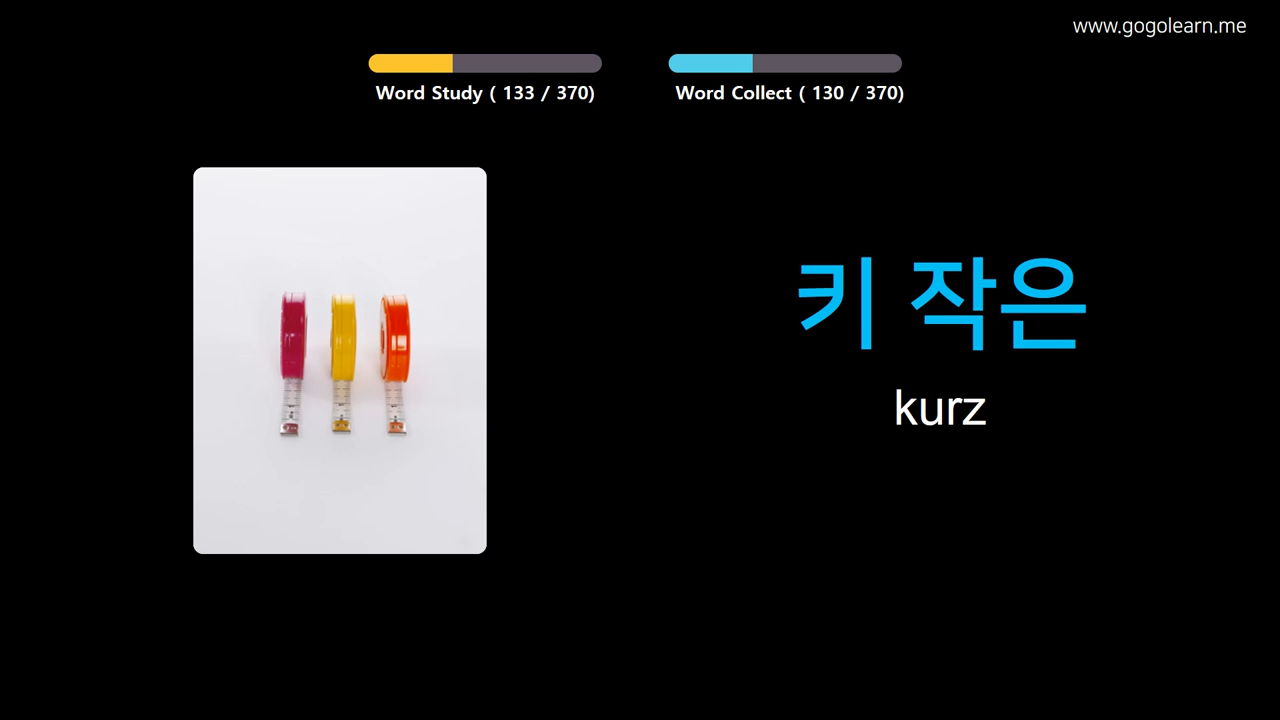 www.gogolearn.me
Word Study ( 133 / 370)
Word Collect ( 130 / 370)
키 작은
kurz